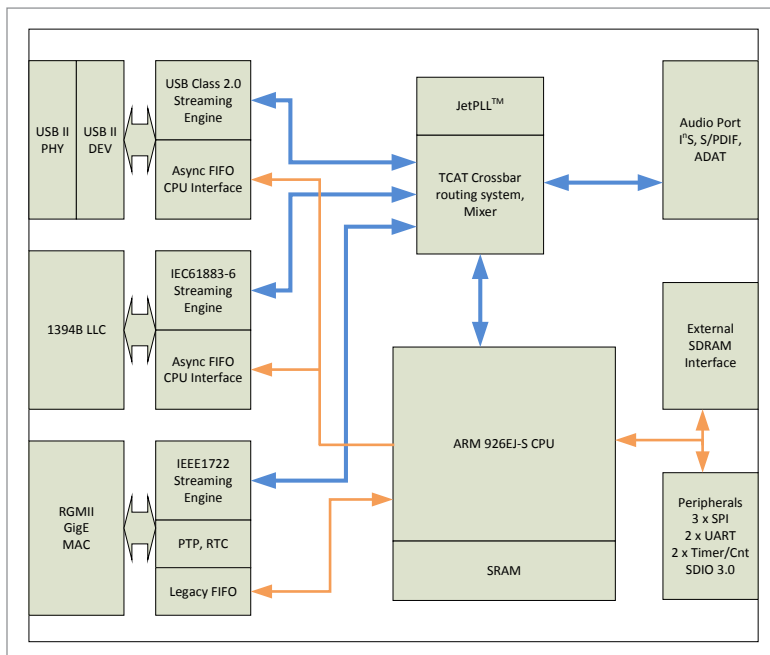 USB II
PHY
USB II
DEV
USB Class 2.0
Streaming
Engine
Async FIFO
CPU Interface
JetPLL™
TCAT Crossbar
routing system,
Mixer
Audio Port
IⁿS, S/PDIF,
ADAT
1394B LLC
IEC61883-6
Streaming
Engine
Async FIFO
CPU Interface
External
SDRAM
Interface
ARM 926EJ-S CPU
SRAM
RGMII
GigE
MAC
IEEE1722
Streaming
Engine
PTP, RTC
Legacy FIFO
Peripherals
3 x SPI
2 x UART
2 x Timer/Cnt
SDIO 3.0